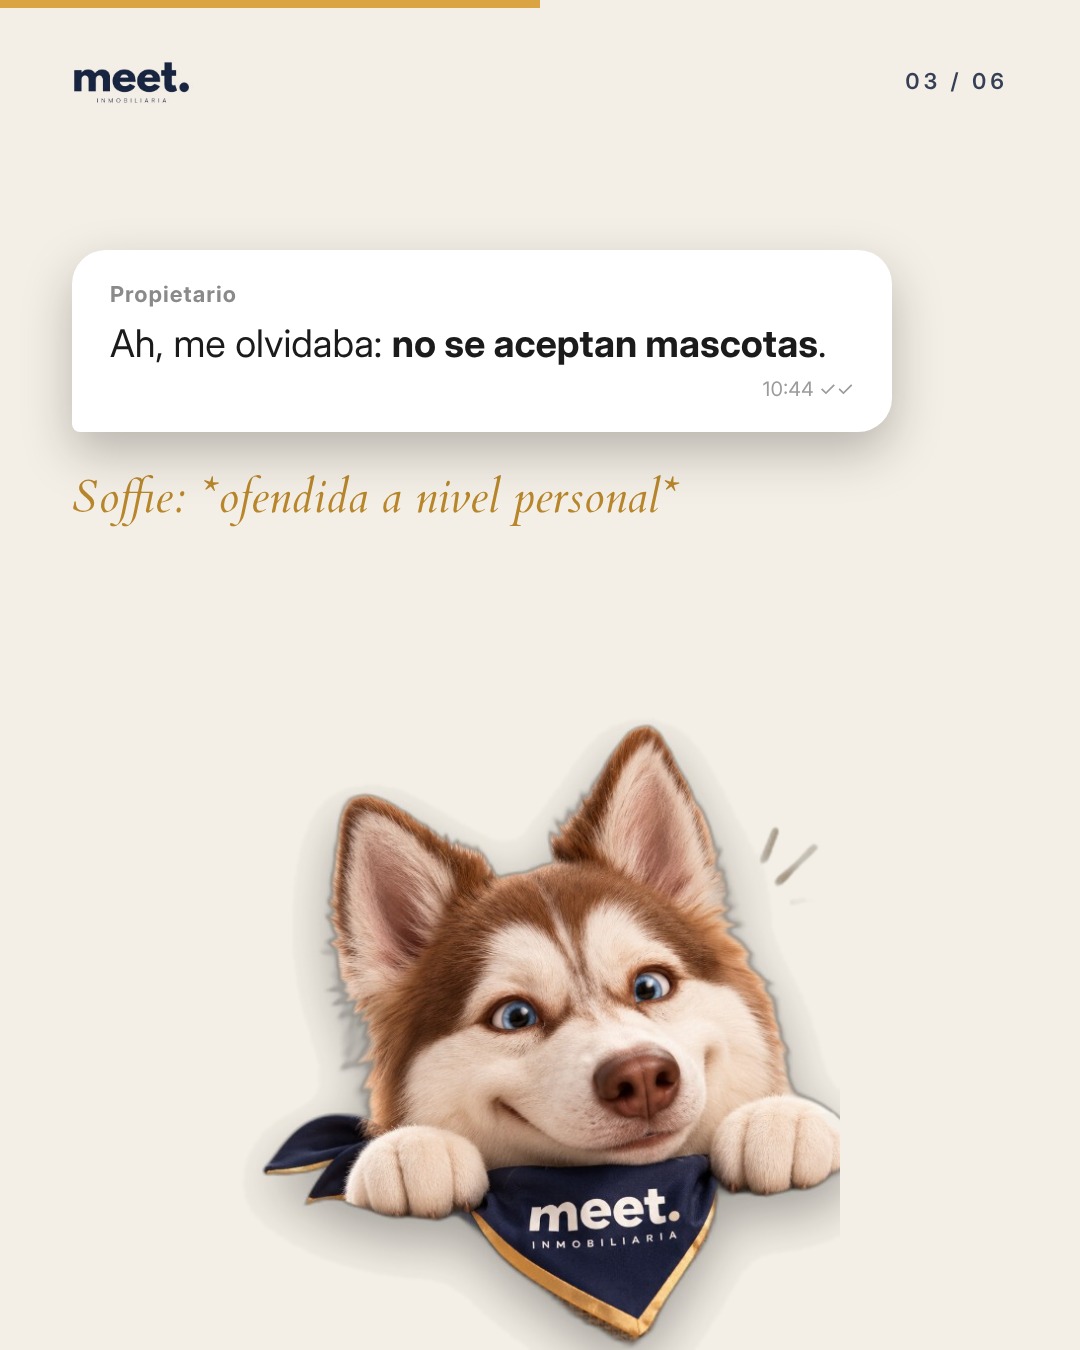 meet.
INMOBILIARIA
03 / 06
Propietario
Ah, me olvidaba: no se aceptan mascotas.
10:44
Soffie: *ofendida a nivel personal*
meet.
INMOBILIARIA